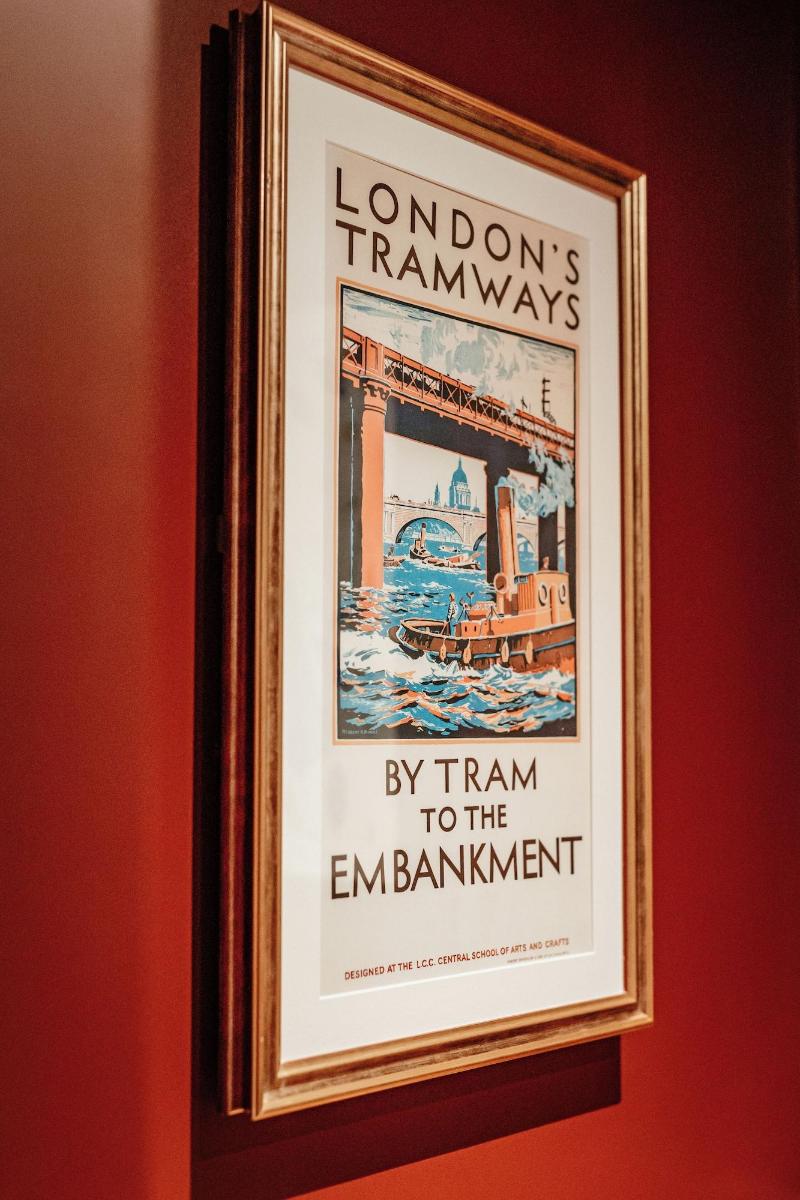 LONDON'S
TRAMWAYS
BY TRAM
TO THE
EMBANKMENT
DESIGNED AT THE L.C.C. CENTRAL SCHOOL OF ARTS AND CRAFTS